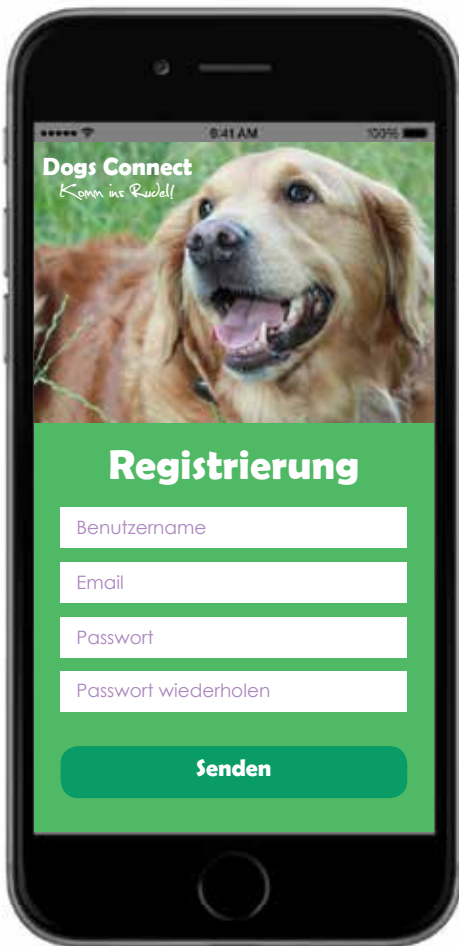 9:41 AM 100%
Dogs Connect
Komm ins Rudel!
Registrierung
Benutzername
Email
Passwort
Passwort wiederholen
Senden